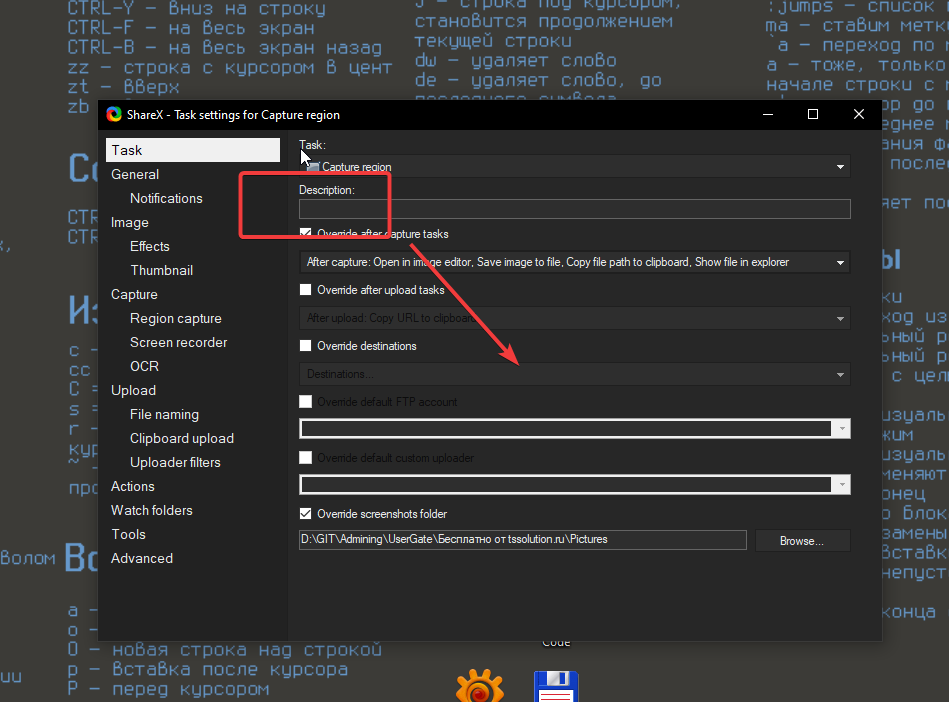 CTRL-Y - вниз на строку
CTRL-F - на весь экран
CTRL-B - на весь экран назад
zz - строка с курсором в цент
zt - вверх
zb
J - строка под курсором,
становится продолжением
текущей строки
dw - удаляет слово
de - удаляет слово, до
последнего символа
:jumps - список
ma - ставим метк
`a - переход по
a - тоже, только
начале строки с
ShareX - Task settings for Capture region
Task
General
Notifications
Image
Effects
Thumbnail
Capture
Region capture
Screen recorder
OCR
Upload
File naming
Clipboard upload
Uploader filters
Actions
Watch folders
Tools
Advanced
Task:
Capture region
Description:
Override after capture tasks
After capture: Open in image editor, Save image to file, Copy file path to clipboard, Show file in explorer
Override after upload tasks
After upload: Copy URL to clipboard
Override destinations
Destinations...
Override default FTP account
Override default custom uploader
Override screenshots folder
D:\GIT\Admining\UserGate\Бесплатно от tssolution.ru\Pictures
Browse...
CTR
CTR
c -
cc
C =
s =
r -
кур
~ -
про
волом
a -
o -
O - новая строка над строкой
p - вставка после курсора
P - перед курсором
Code